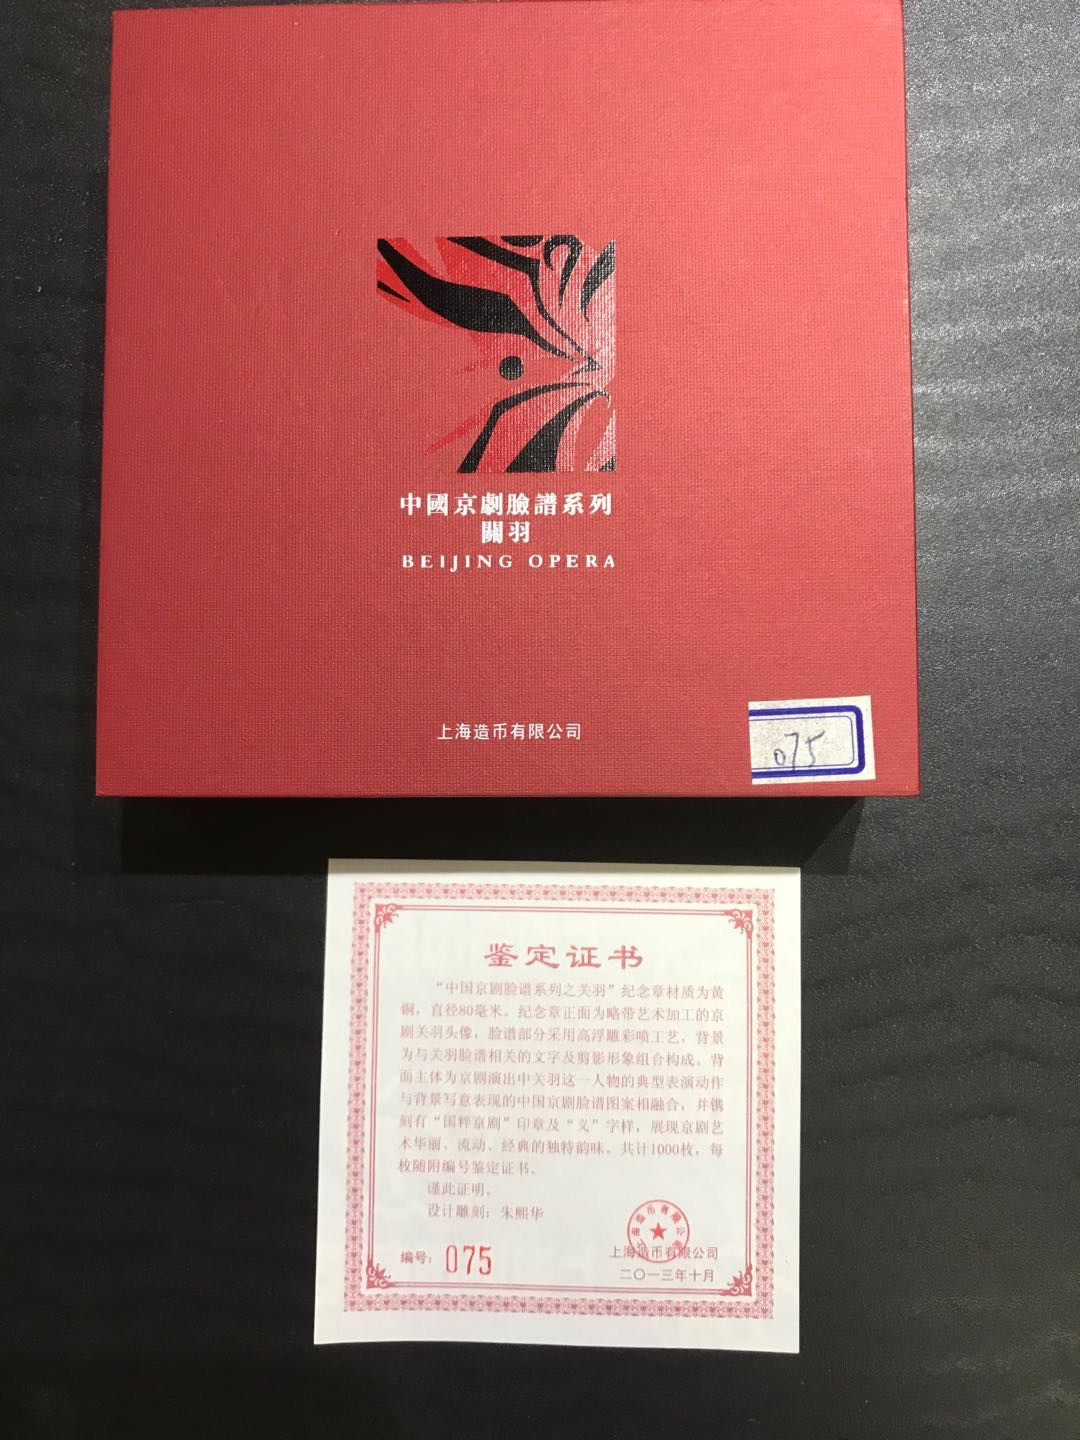 中國京劇臉譜系列
關羽
BEIJING OPERA
上海造币有限公司
075
鉴定证书
“中国京剧脸谱系列之关羽”纪念章材质为黄
铜，直径80毫米。纪念章正面为略带艺术加工的京
剧关羽头像，脸谱部分采用高浮雕彩喷工艺，背景
为与关羽脸谱相关的文字及剪影形象组合构成。背
面主体为京剧演出中关羽这一人物的典型表演动作
与背景写意表现的中国京剧脸谱图案相融合，并镌
刻有“国粹京剧”印章及“义”字样，展现京剧艺
术华丽、流动、经典的独特韵味。共计1000枚，每
枚随附编号鉴定证书。
谨此证明。
设计雕刻：朱熙华
上海造币有限公司
编号：075
上海造币有限公司
二〇一三年十月